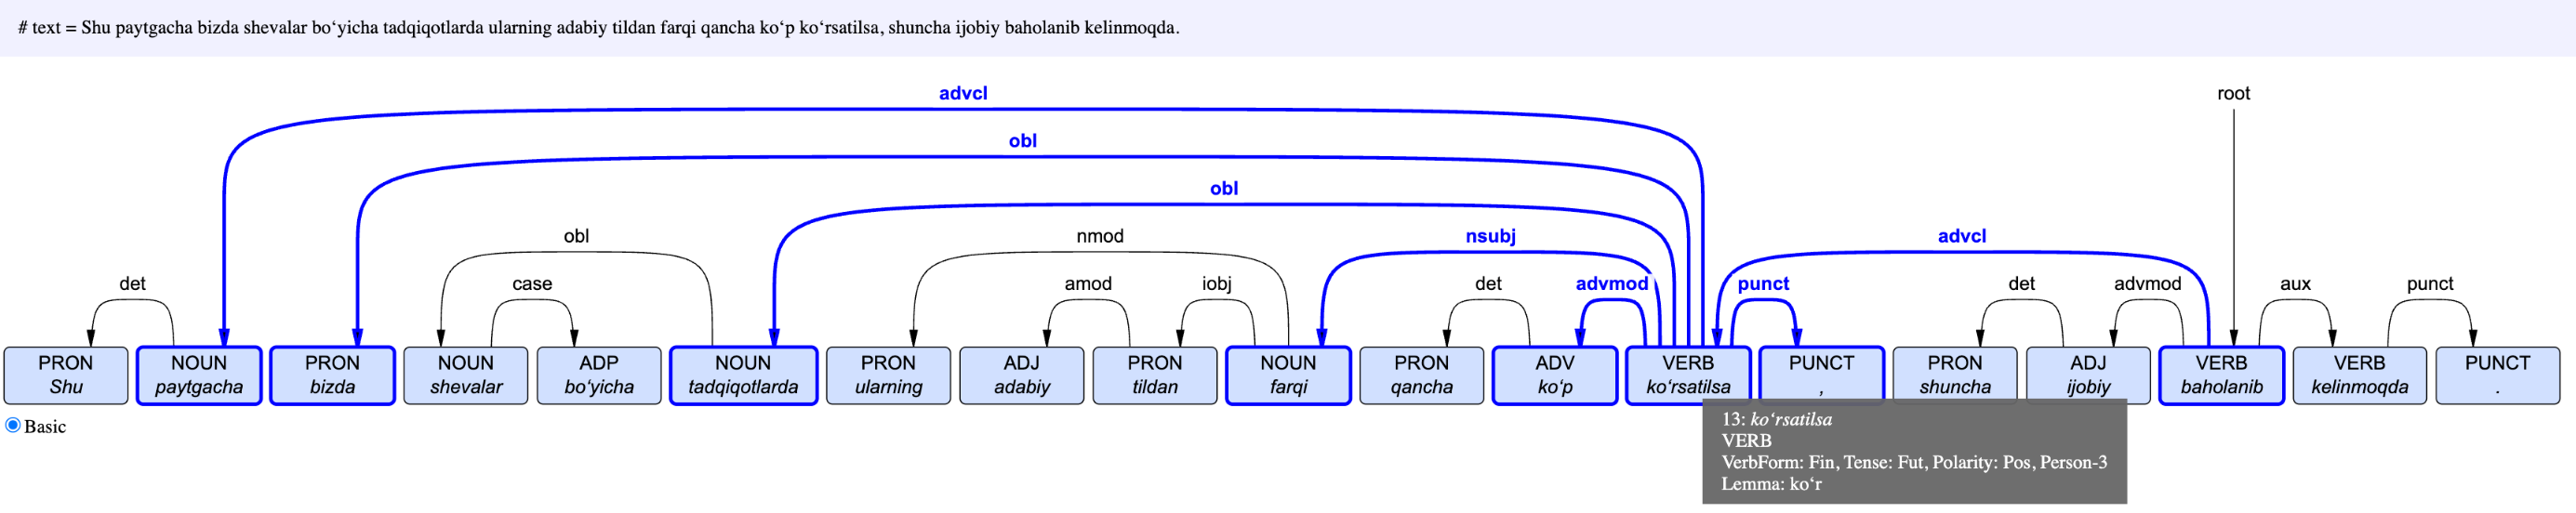 # text = Shu paytgacha bizda shevalar bo‘yicha tadqiqotlarda ularning adabiy tildan farqi qancha ko‘p ko‘rsatilsa, shuncha ijobiy baholanib kelinmoqda.
advcl root
obl
obl
obl nmod nsubj advcl
det case amod iobj det advmod punct det advmod aux punct
PRON NOUN PRON NOUN ADP NOUN PRON ADJ PRON NOUN PRON ADV VERB PUNCT PRON ADJ VERB VERB PUNCT
Shu paytgacha bizda shevalar bo‘yicha tadqiqotlarda ularning adabiy tildan farqi qancha ko‘p ko‘rsatilsa , shuncha ijobiy baholanib kelinmoqda .
Basic
13: ko‘rsatilsa
VERB
VerbForm: Fin, Tense: Fut, Polarity: Pos, Person-3
Lemma: ko‘r